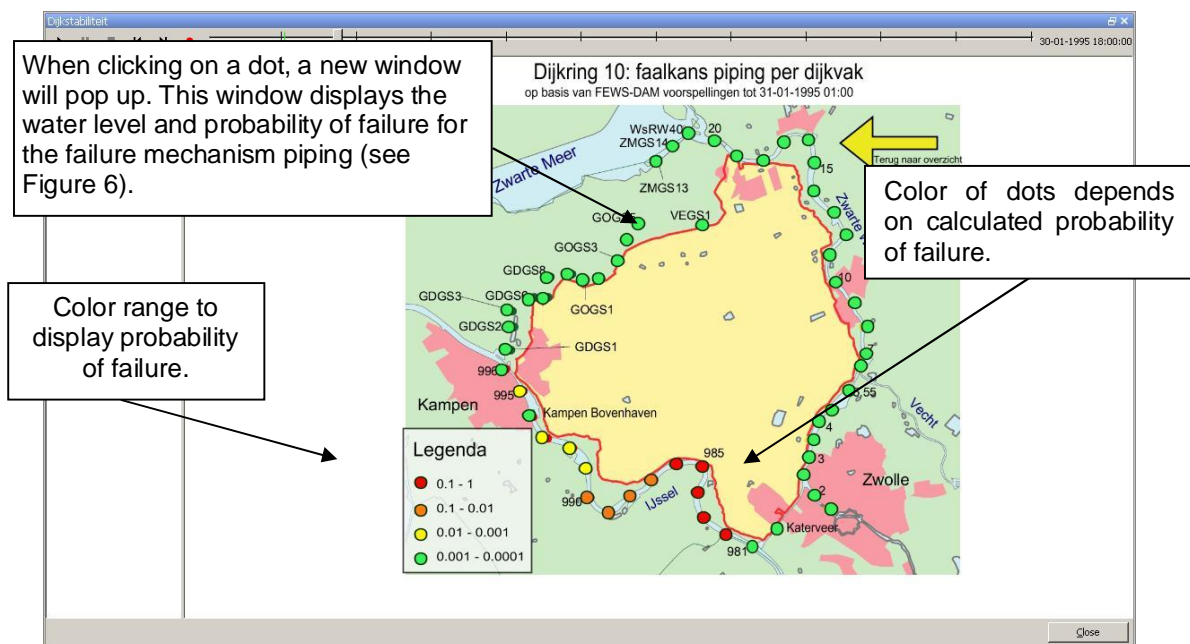 Dijkstabiliteit
30-01-1995 18:00:00
When clicking on a dot, a new window
will pop up. This window displays the
water level and probability of failure for
the failure mechanism piping (see
Figure 6).
Dijkring 10: faalkans piping per dijkvak
op basis van FEWS-DAM voorspellingen tot 31-01-1995 01:00
WsRW40
20
ZMGS14
ZMGS13
Zwarte Meer
Terug naar overzicht
15
Zwarte
Color of dots depends
on calculated probability
of failure.
VEGS1
GOGS3
GDGS8
GDGS3
GOGS1
GDGS2
GDGS1
10
7
Color range to
display probability
of failure.
995
Kampen
Kampen Bovenhaven
Vecht
4
3
2
Zwolle
985
IJssel
990
981
Katerveer
Legenda
0.1 - 1
0.1 - 0.01
0.01 - 0.001
0.001 - 0.0001
Close